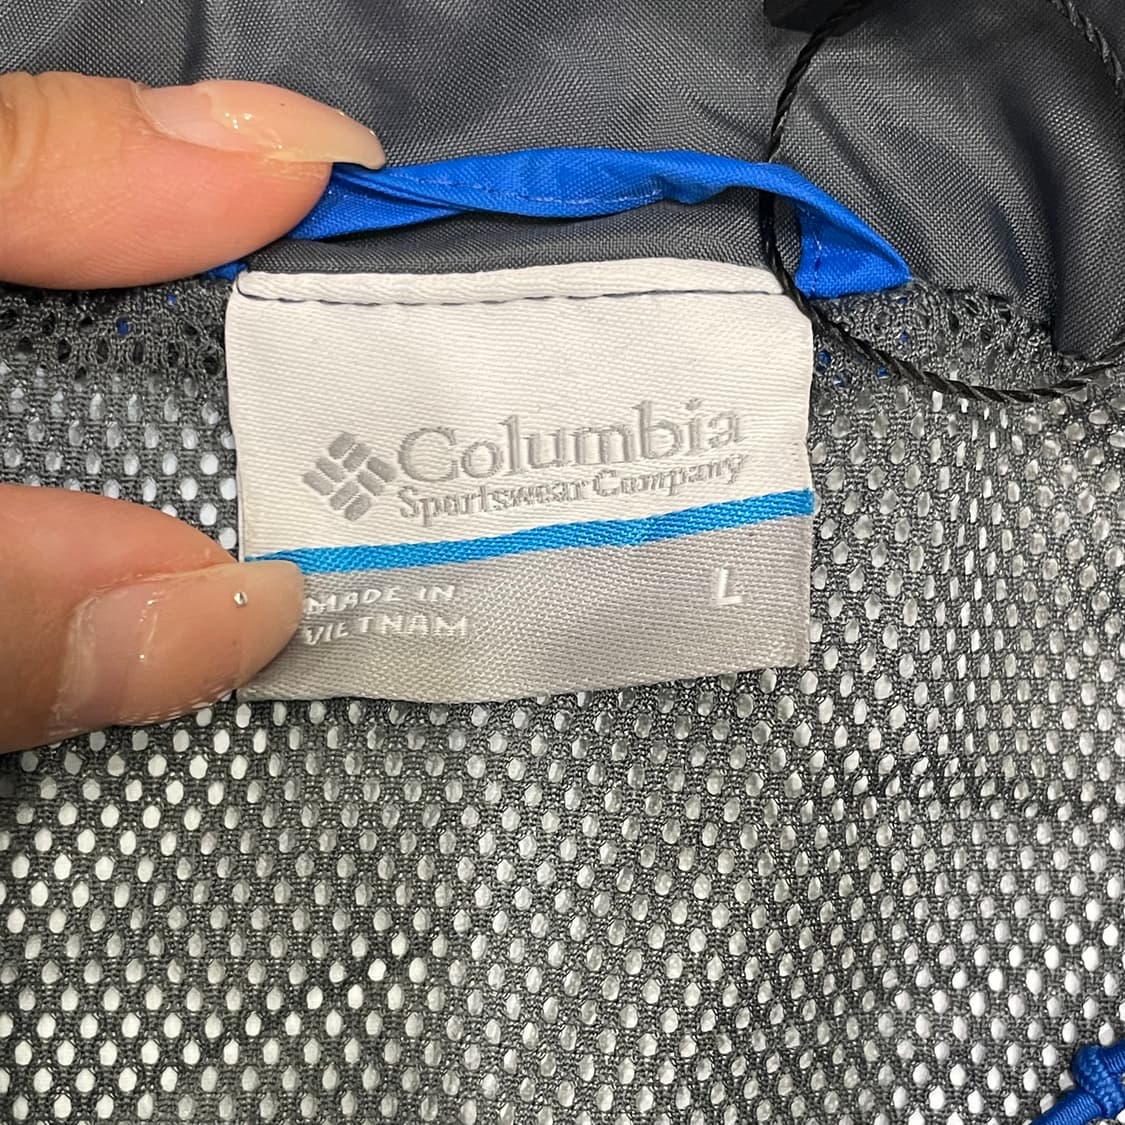 Columbia
Sportswear Company
MADE IN
VIETNAM
L